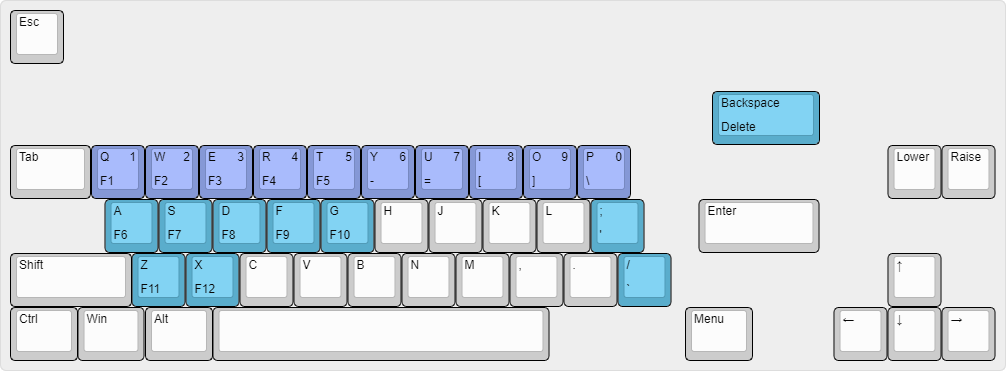 Esc
Backspace
Delete
Tab Q 1 W 2 E 3 R 4 T 5 Y 6 U 7 I 8 O 9 P 0 Lower Raise
F1 F2 F3 F4 F5 - = [ ] \
A S D F G H J K L ; Enter
F6 F7 F8 F9 F10 '
Shift Z X C V B N M , . / ↑
F11 F12 `
Ctrl Win Alt Menu ← ↓ →